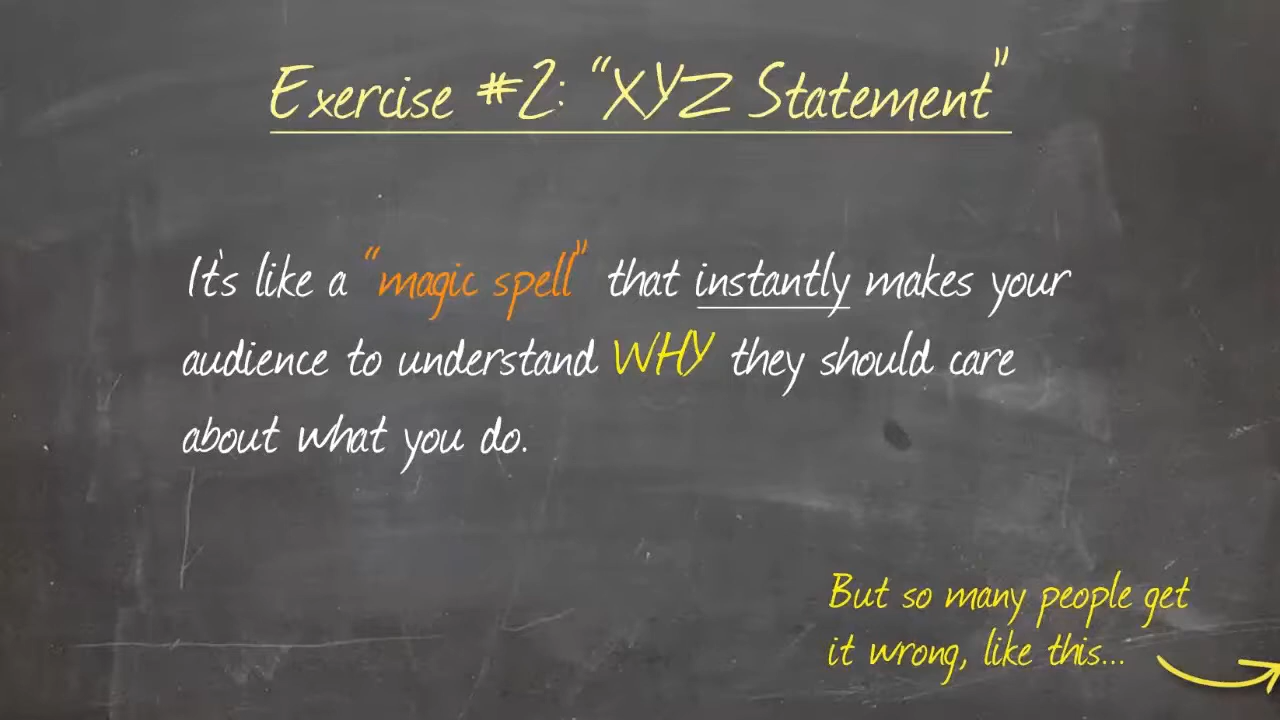 Exercise #2: "XYZ Statement"
It's like a "magic spell" that instantly makes your
audience to understand WHY they should care
about what you do.
But so many people get
it wrong, like this...